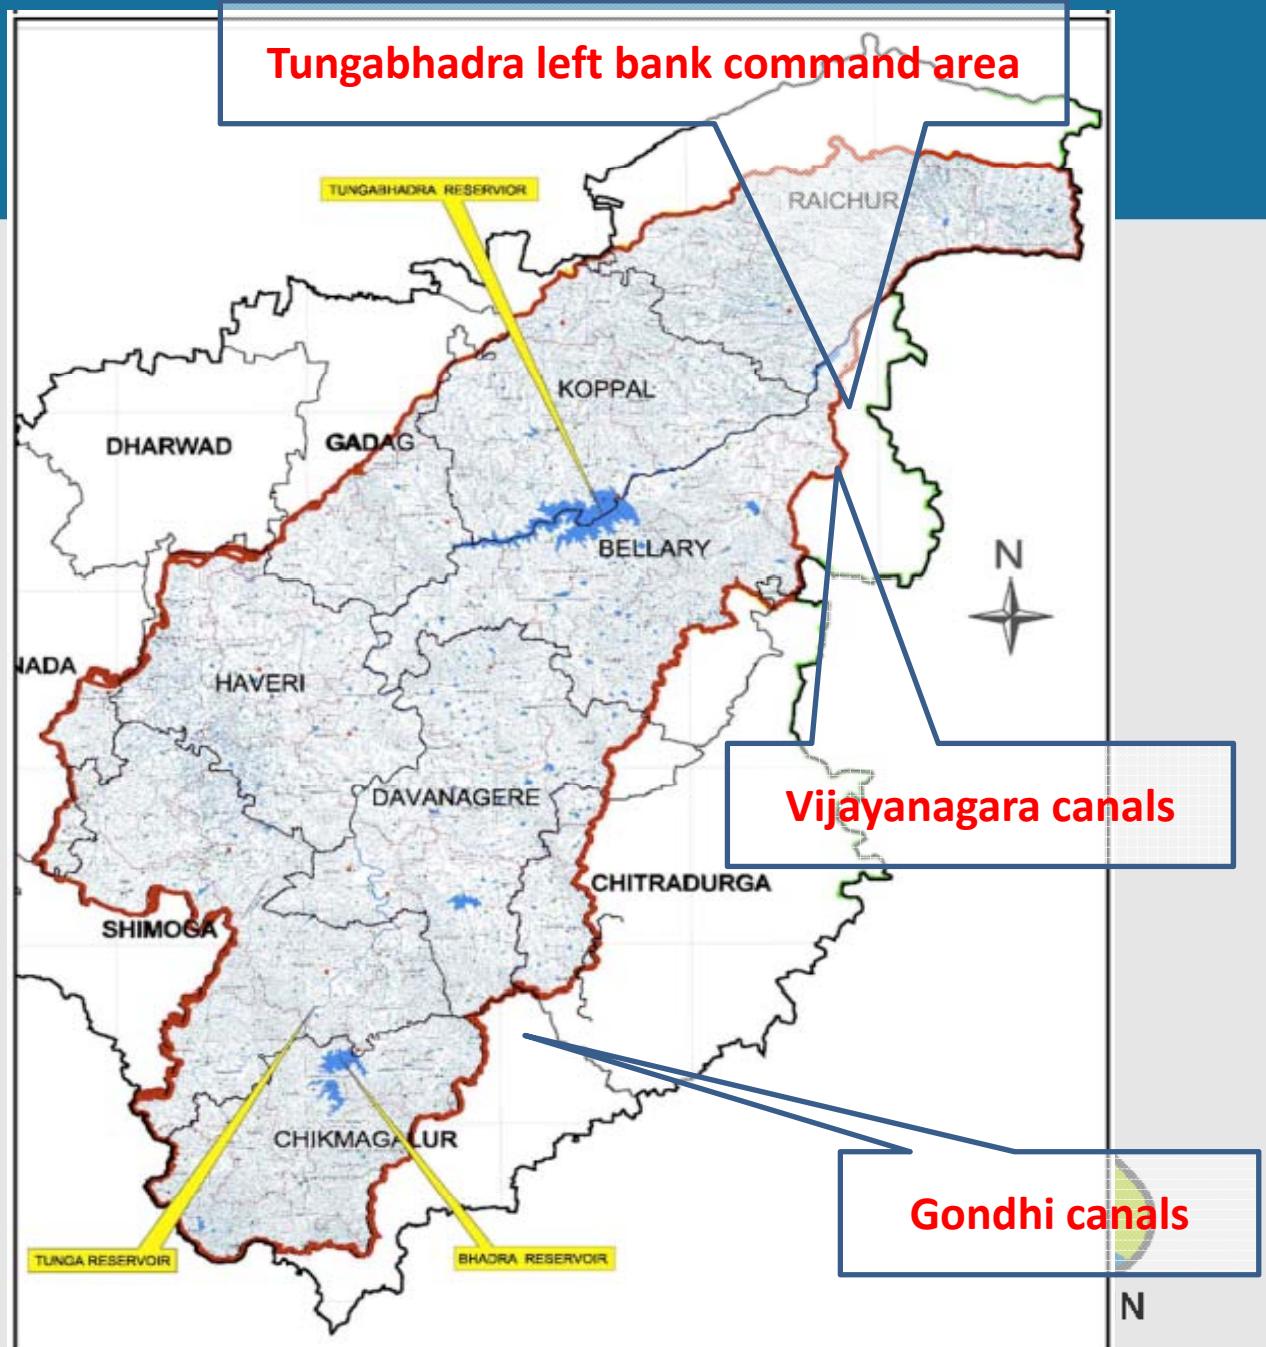 Tungabhadra left bank command area
TUNGABHADRA RESERVIOR
RAICHUR
KOPPAL
DHARWAD
GADAG
BELLARY
N
NADA
HAVERI
DAVANAGERE
Vijayanagara canals
CHITRADURGA
SHIMOGA
CHIKMAGALUR
Gondhi canals
TUNGA RESERVOIR
BHADRA RESERVOIR
N